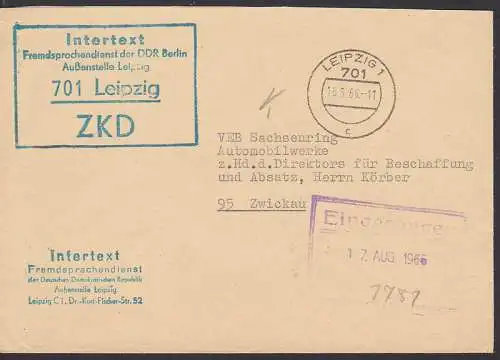 Intertext
Fremdsprachendienst der DDR Berlin
Außenstelle Leipzig
701 Leipzig
ZKD
LEIPZIG 1
701
c
VEB Sachsenring
Automobilwerke
z.Hd.d.Direktors für Beschaffung
und Absatz, Herrn Körber
95 Zwickau
17. AUG 1966
Intertext
Fremdsprachendienst
der Deutschen Demokratischen Republik
Außenstelle Leipzig
Leipzig C 1, Dr.-Kurt-Fischer-Str. 52